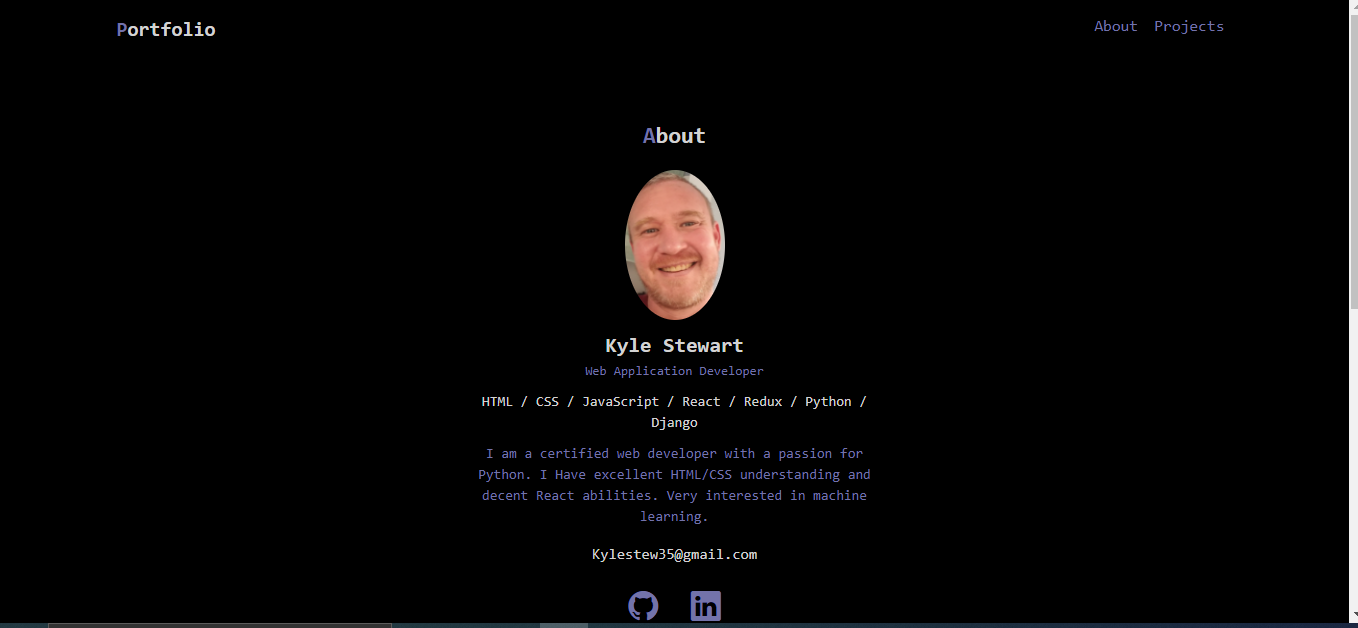 Portfolio
About Projects
About
Kyle Stewart
Web Application Developer
HTML / CSS / JavaScript / React / Redux / Python /
Django
I am a certified web developer with a passion for
Python. I Have excellent HTML/CSS understanding and
decent React abilities. Very interested in machine
learning.
Kylestew35@gmail.com
in